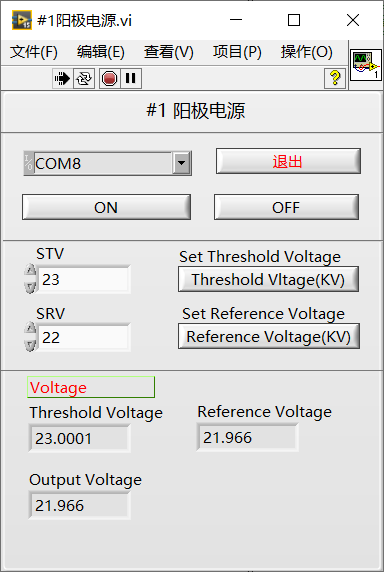 #1阳极电源.vi
文件(F) 编辑(E) 查看(V) 项目(P) 操作(O)
? 1
#1 阳极电源
I/O COM8 退出
ON OFF
STV Set Threshold Voltage
23 Threshold Vltage(KV)
SRV Set Reference Voltage
22 Reference Voltage(KV)
Voltage
Threshold Voltage Reference Voltage
23.0001 21.966
Output Voltage
21.966